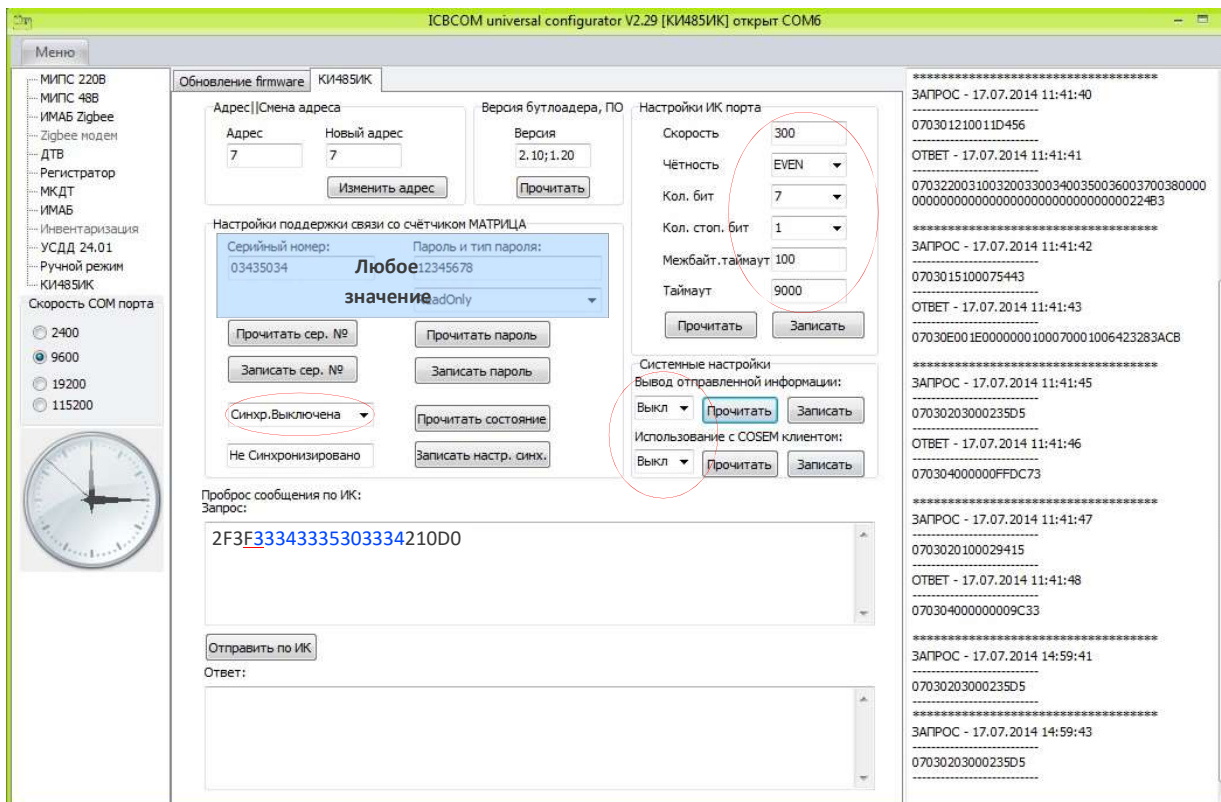 ICBCOM universal configurator V2.29 [КИ485ИК] открыт COM6
Меню
МИПС 220В
МИПС 48В
ИМАБ Zigbee
Zigbee модем
ДТВ
Регистратор
МКДТ
ИМАБ
Инвентаризация
УСДД 24.01
Ручной режим
КИ485ИК
Скорость COM порта
2400
9600
19200
115200
Обновление firmware
КИ485ИК
Адрес||Смена адреса
Адрес
Новый адрес
7
7
Изменить адрес
Версия бутлоадера, ПО
Версия
2.10;1.20
Прочитать
Настройки поддержки связи со счётчиком МАТРИЦА
Серийный номер:
Пароль и тип пароля:
03435034
12345678
Любое
значение
adOnly
Прочитать сер. №
Прочитать пароль
Записать сер. №
Записать пароль
Синхр.Выключена
Прочитать состояние
Не Синхронизировано
Записать настр. синх.
Настройки ИК порта
Скорость
300
Чётность
EVEN
Кол. бит
7
Кол. стоп. бит
1
Межбайт.таймаут
100
Таймаут
9000
Прочитать
Записать
Системные настройки
Вывод отправленной информации:
Выкл
Прочитать
Записать
Использование с COSEM клиентом:
Выкл
Прочитать
Записать
Проброс сообщения по ИК:
Запрос:
2F3F33343335303334210D0
Отправить по ИК
Ответ:
*************************************
ЗАПРОС - 17.07.2014 11:41:40
----------------------------
070301210011D456
----------------------------
ОТВЕТ - 17.07.2014 11:41:41
----------------------------
070322003100320033003400350036003700380000
00000000000000000000000000000000224B3
*************************************
ЗАПРОС - 17.07.2014 11:41:42
----------------------------
0703015100075443
----------------------------
ОТВЕТ - 17.07.2014 11:41:43
----------------------------
07030E001E0000000100070001006423283ACB
*************************************
ЗАПРОС - 17.07.2014 11:41:45
----------------------------
07030203000235D5
----------------------------
ОТВЕТ - 17.07.2014 11:41:46
----------------------------
070304000000FFDC73
*************************************
ЗАПРОС - 17.07.2014 11:41:47
----------------------------
0703020100029415
----------------------------
ОТВЕТ - 17.07.2014 11:41:48
----------------------------
070304000000009C33
*************************************
ЗАПРОС - 17.07.2014 14:59:41
----------------------------
07030203000235D5
----------------------------
*************************************
ЗАПРОС - 17.07.2014 14:59:43
----------------------------
07030203000235D5
----------------------------